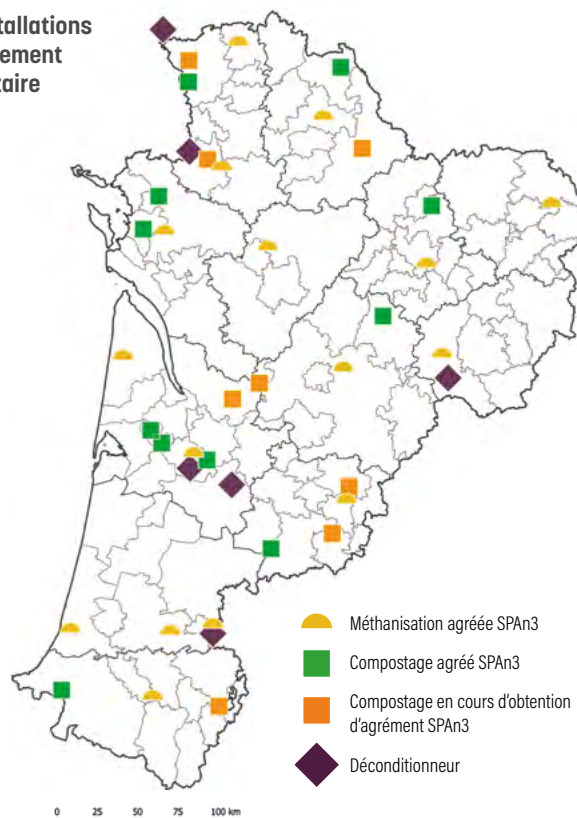 tallations
ement
taire
Méthanisation agréée SPAn3
Compostage agréé SPAn3
Compostage en cours d'obtention
d'agrément SPAn3
Déconditionneur
0 25 50 75 100 km